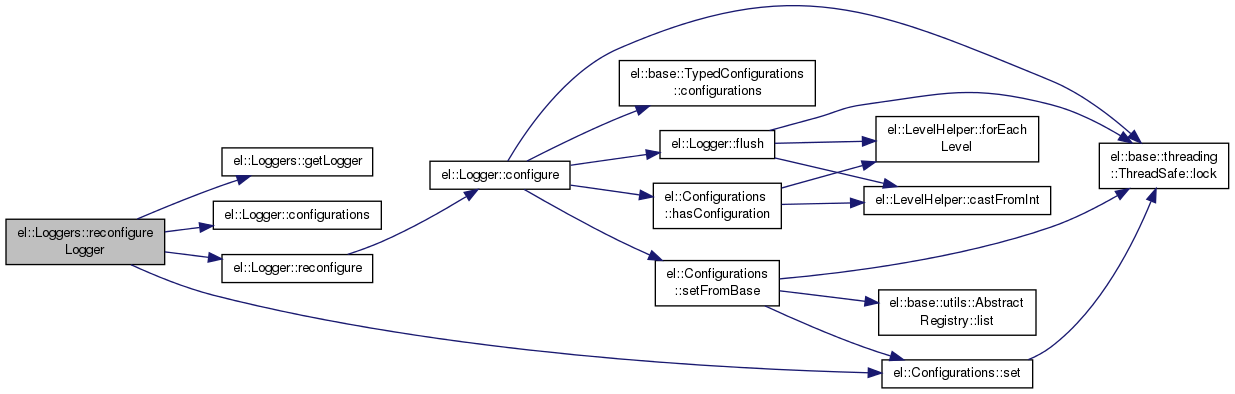 el::Loggers::reconfigure
Logger
el::Loggers::getLogger
el::Logger::configurations
el::Logger::reconfigure
el::Logger::configure
el::base::TypedConfigurations
::configurations
el::Logger::flush
el::Configurations
::hasConfiguration
el::Configurations
::setFromBase
el::LevelHelper::forEach
Level
el::LevelHelper::castFromInt
el::base::utils::Abstract
Registry::list
el::Configurations::set
el::base::threading
::ThreadSafe::lock